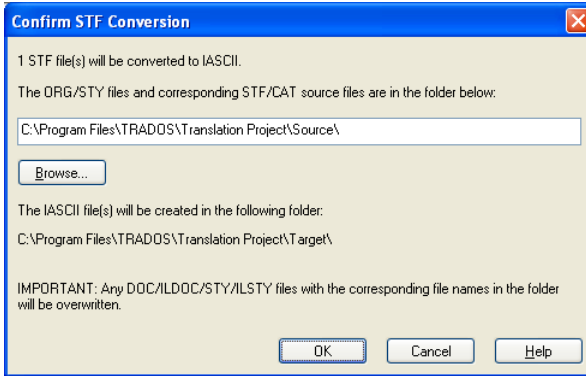 Confirm STF Conversion
1 STF file(s) will be converted to IASCII.
The ORG/STY files and corresponding STF/CAT source files are in the folder below:
C:\Program Files\TRADOS\Translation Project\Source\
Browse...
The IASCII file(s) will be created in the following folder:
C:\Program Files\TRADOS\Translation Project\Target\
IMPORTANT: Any DOC/ILDOC/STY/ILSTY files with the corresponding file names in the folder
will be overwritten.
OK Cancel Help